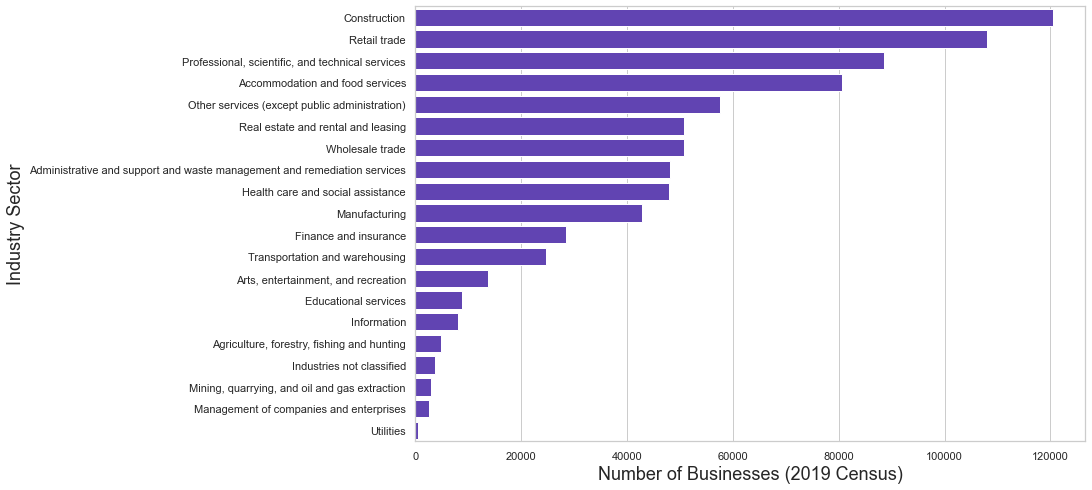 Industry Sector
Construction
Retail trade
Professional, scientific, and technical services
Accommodation and food services
Other services (except public administration)
Real estate and rental and leasing
Wholesale trade
Administrative and support and waste management and remediation services
Health care and social assistance
Manufacturing
Finance and insurance
Transportation and warehousing
Arts, entertainment, and recreation
Educational services
Information
Agriculture, forestry, fishing and hunting
Industries not classified
Mining, quarrying, and oil and gas extraction
Management of companies and enterprises
Utilities
0 20000 40000 60000 80000 100000 120000
Number of Businesses (2019 Census)